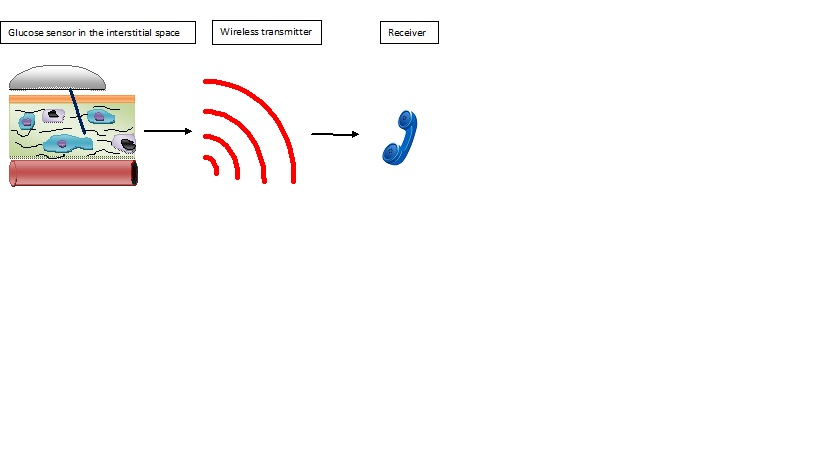 Glucose sensor in the interstitial space
Wireless transmitter
Receiver